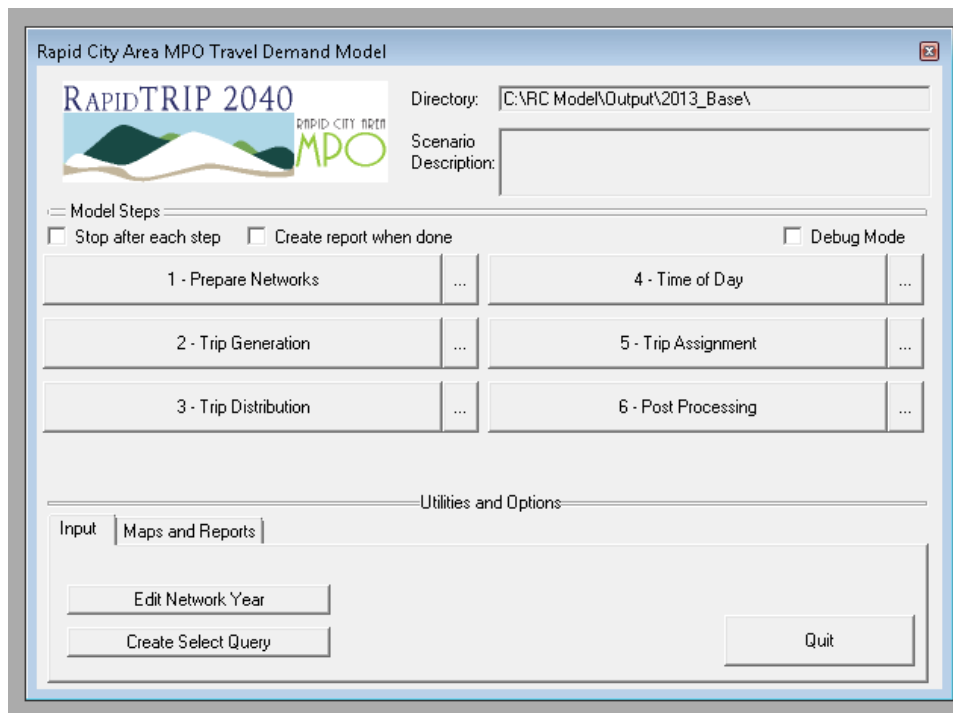 Rapid City Area MPO Travel Demand Model
RAPIDTRIP 2040
RAPID CITY AREA
MPO
Directory: C:\RC Model\Output\2013_Base\
Scenario
Description:
Model Steps
Stop after each step Create report when done Debug Mode
1 - Prepare Networks ... 4 - Time of Day ...
2 - Trip Generation ... 5 - Trip Assignment ...
3 - Trip Distribution ... 6 - Post Processing ...
Utilities and Options
Input Maps and Reports
Edit Network Year
Create Select Query
Quit